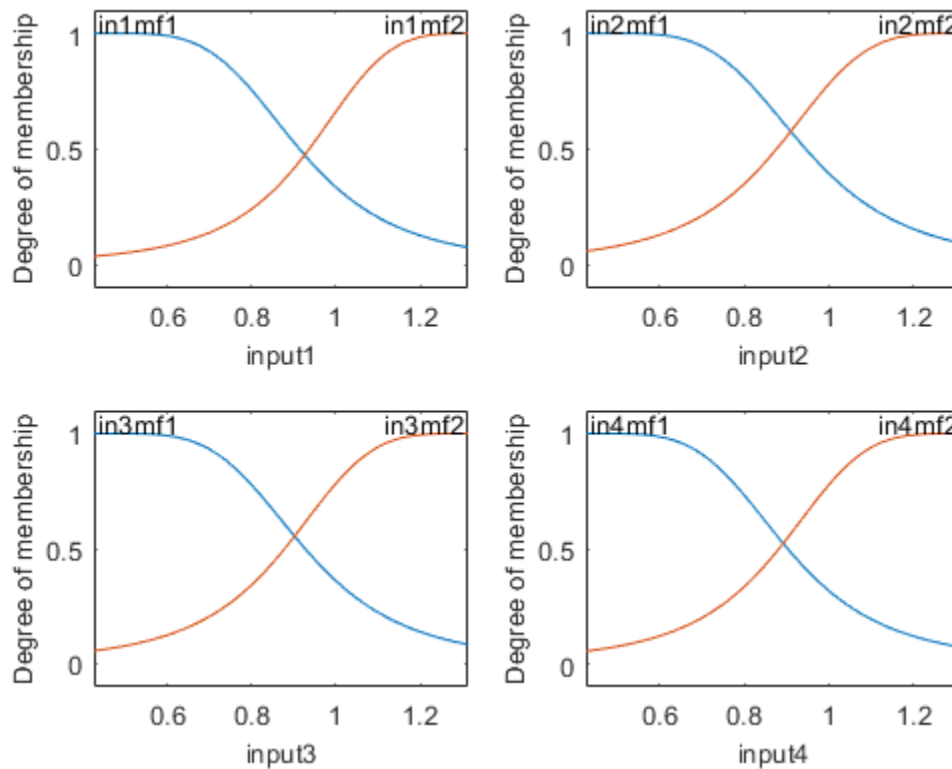 in1mf1 in1mf2
Degree of membership
1
0.5
0
0.6 0.8 1 1.2
input1
in2mf1 in2mf2
Degree of membership
1
0.5
0
0.6 0.8 1 1.2
input2
in3mf1 in3mf2
Degree of membership
1
0.5
0
0.6 0.8 1 1.2
input3
in4mf1 in4mf2
Degree of membership
1
0.5
0
0.6 0.8 1 1.2
input4